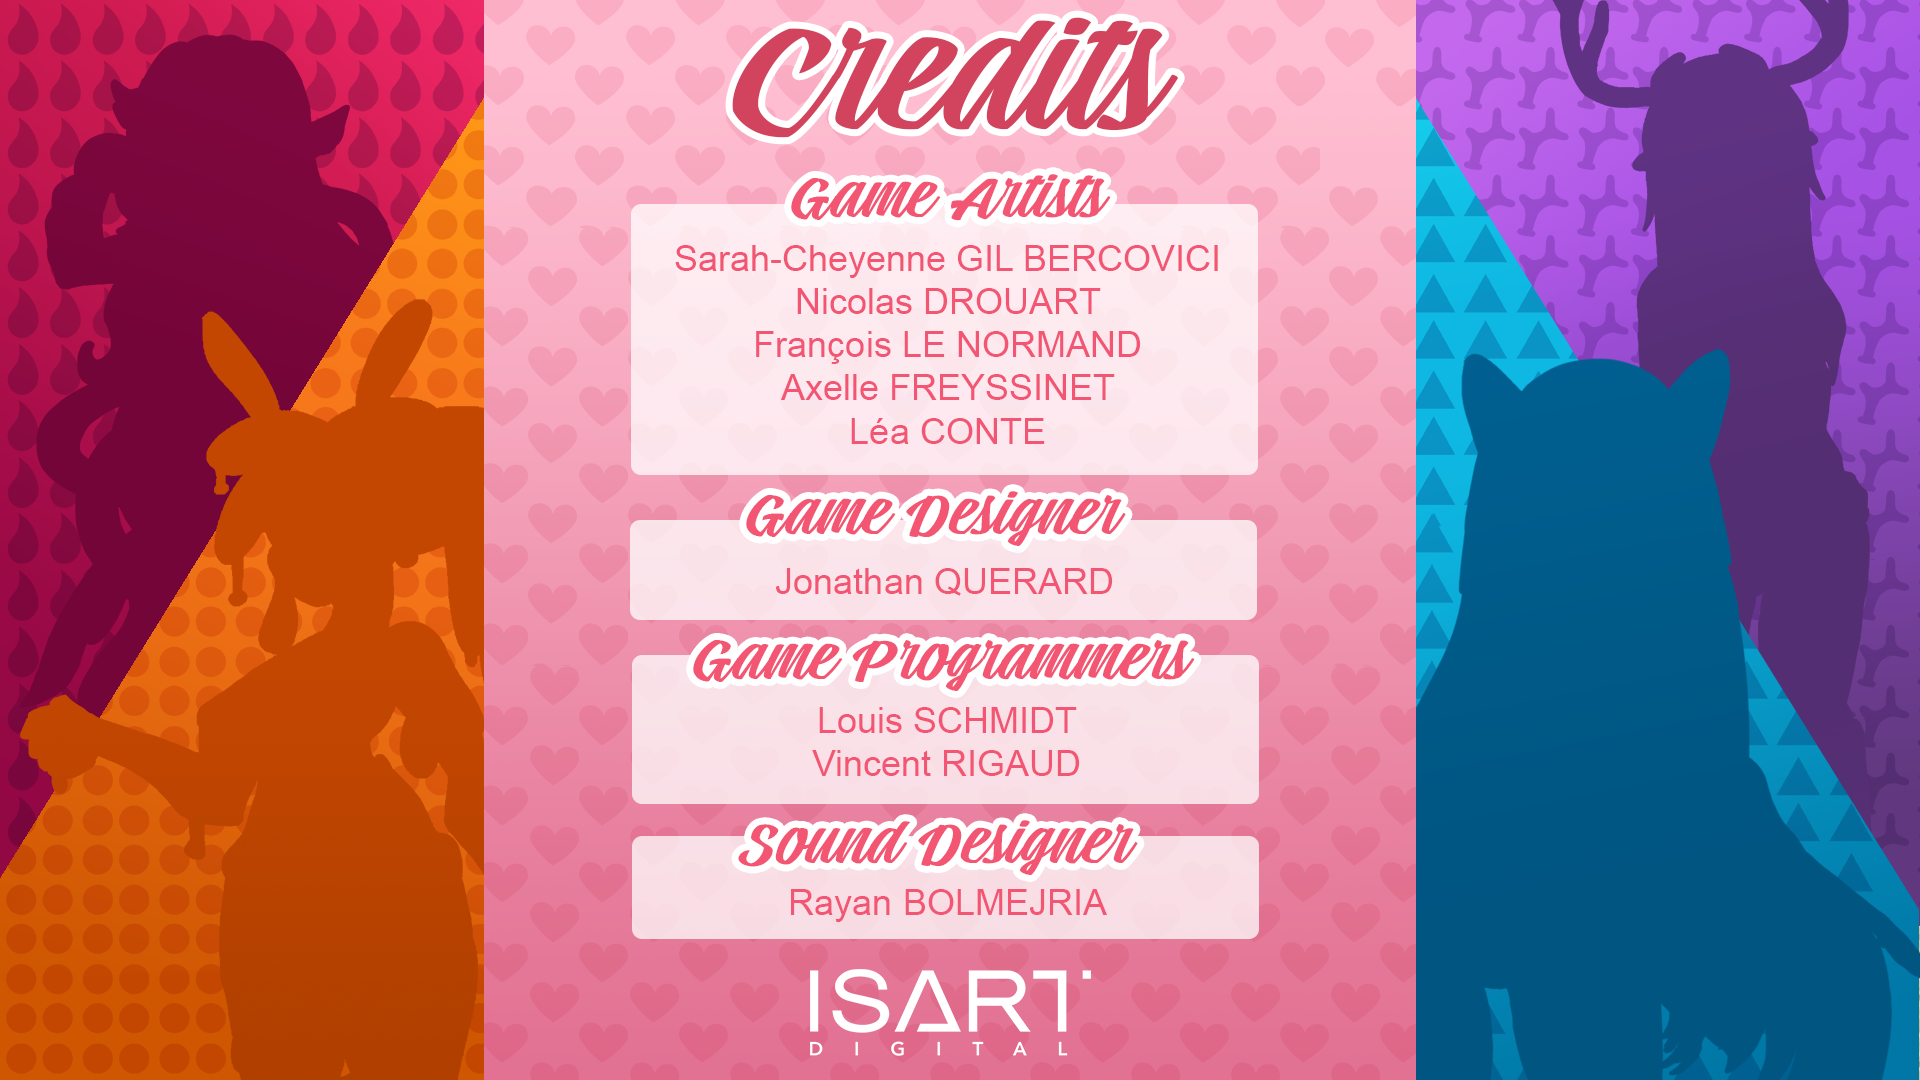 Credits
Game Artists
Sarah-Cheyenne GIL BERCOVICI
Nicolas DROUART
François LE NORMAND
Axelle FREYSSINET
Léa CONTE
Game Designer
Jonathan QUERARD
Game Programmers
Louis SCHMIDT
Vincent RIGAUD
Sound Designer
Rayan BOLMEJRIA
ISART
DIGITAL